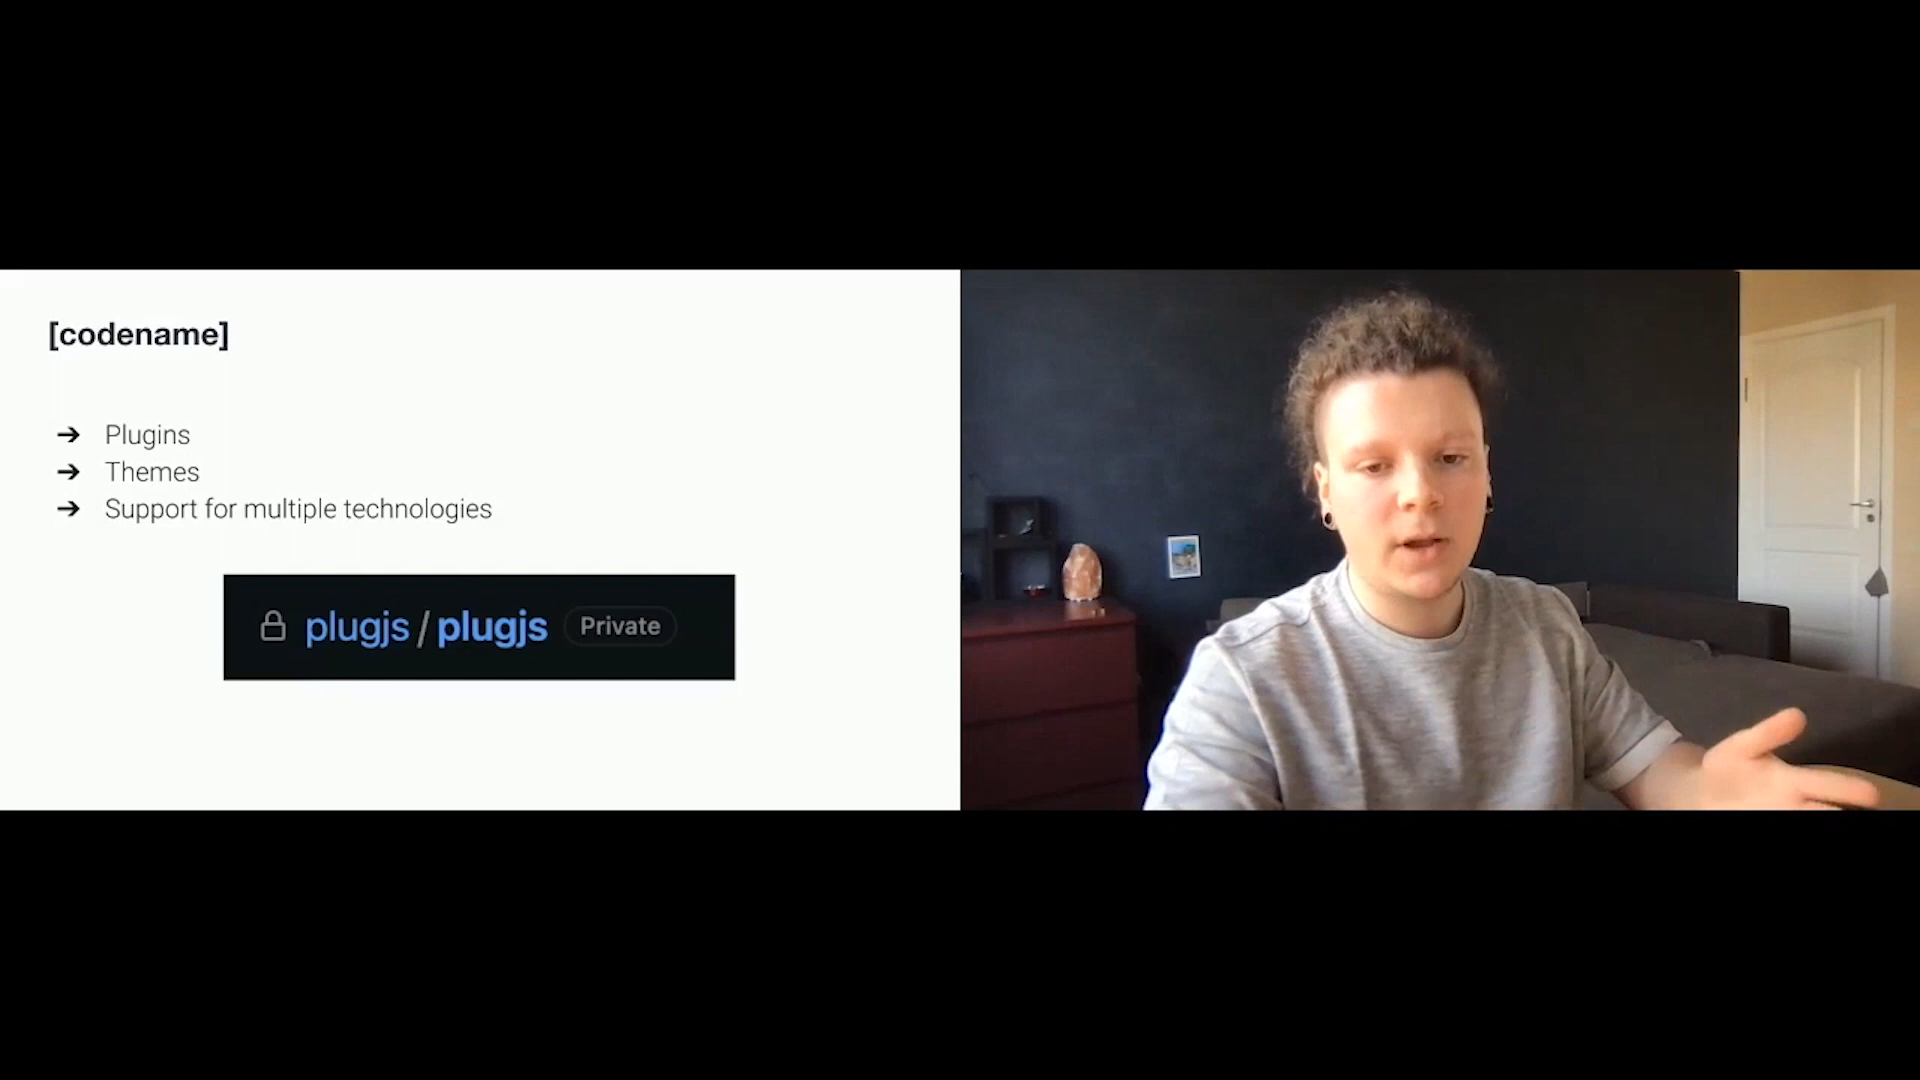 [codename]
➔ Plugins
➔ Themes
➔ Support for multiple technologies
plugjs / plugjs Private